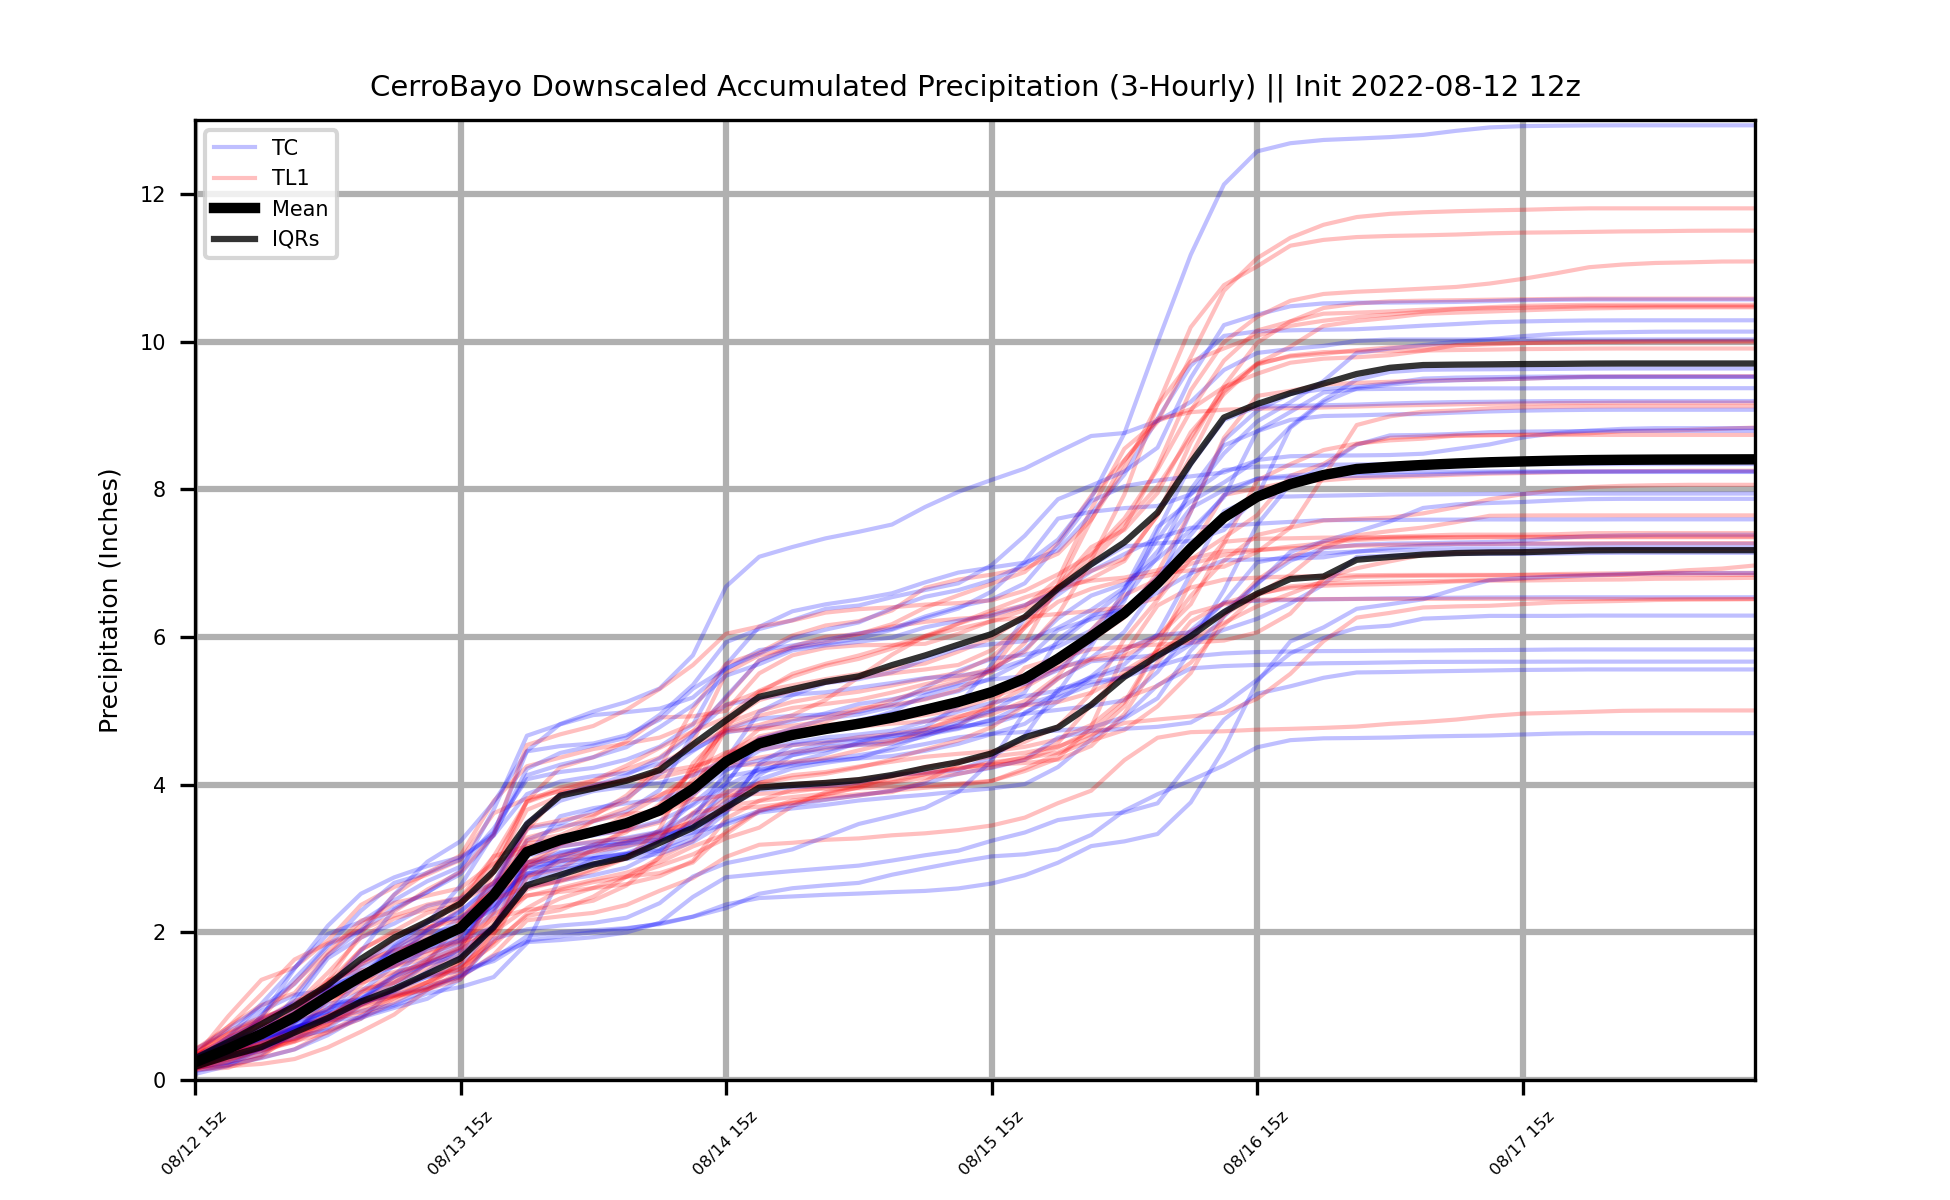 CerroBayo Downscaled Accumulated Precipitation (3-Hourly) || Init 2022-08-12 12z
TC
TL1
Mean
IQRs
12
10
8
6
4
2
0
Precipitation (Inches)
08/12 15z
08/13 15z
08/14 15z
08/15 15z
08/16 15z
08/17 15z